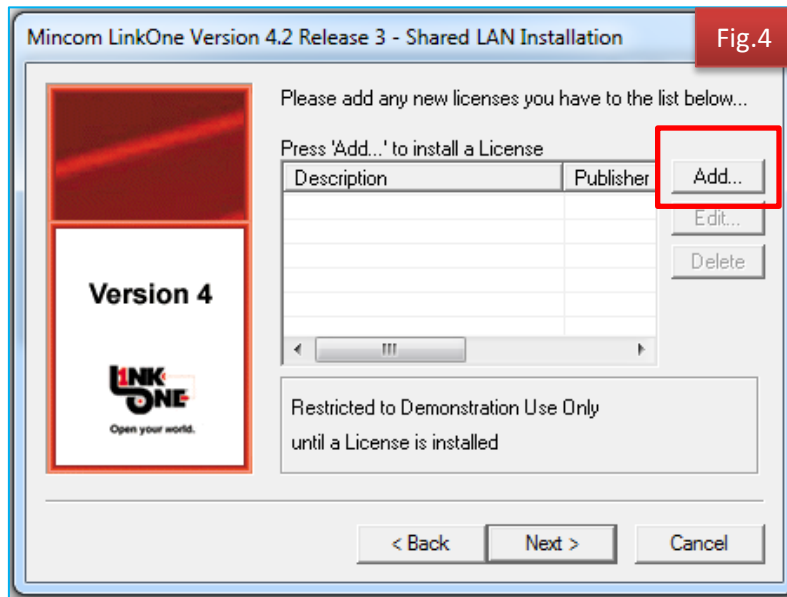 Mincom LinkOne Version 4.2 Release 3 - Shared LAN Installation
Fig.4
Please add any new licenses you have to the list below...
Press 'Add...' to install a License
Description Publisher
Add...
Edit...
Delete
Version 4
L1NK
ONE
Open your world.
Restricted to Demonstration Use Only
until a License is installed
< Back Next > Cancel